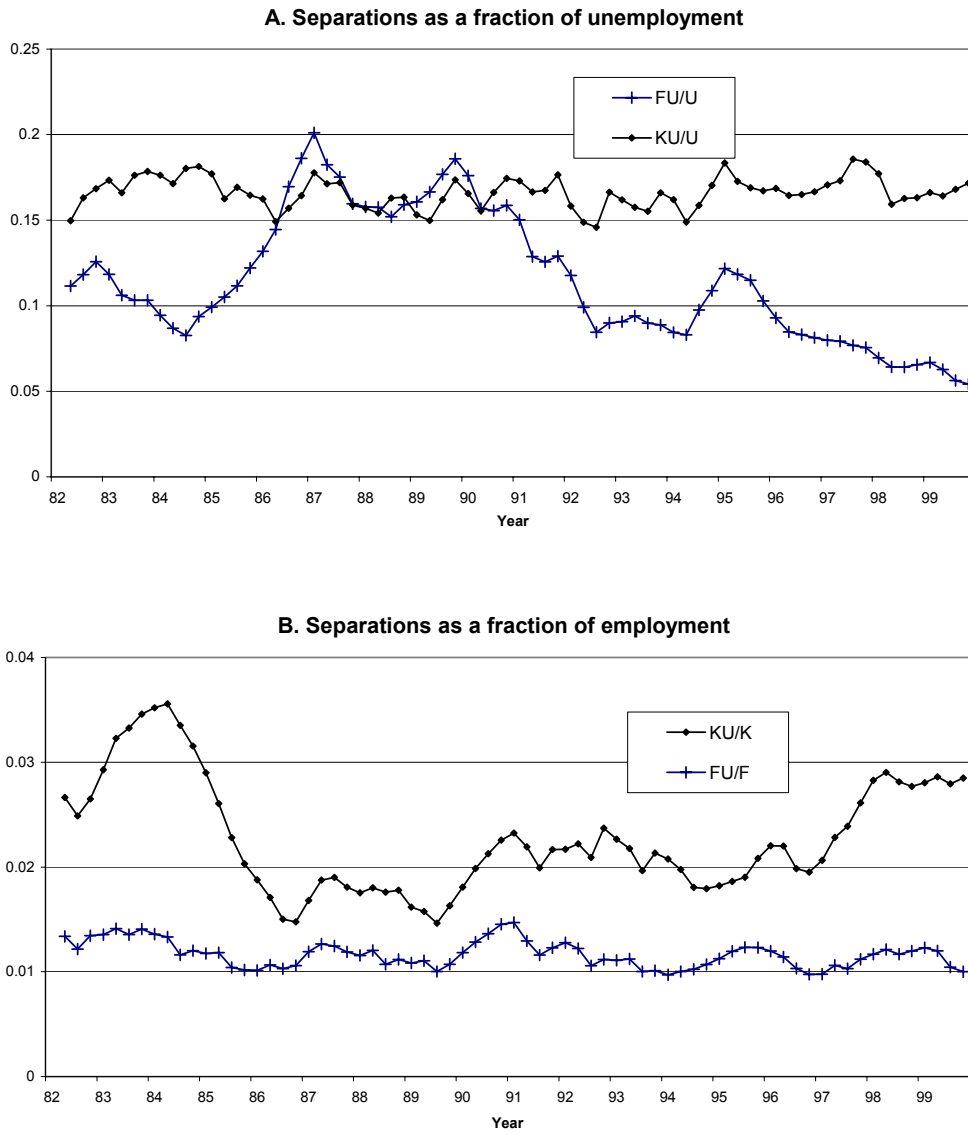 A. Separations as a fraction of unemployment
0.25
0.2
0.15
0.1
0.05
0
FU/U
KU/U
82 83 84 85 86 87 88 89 90 91 92 93 94 95 96 97 98 99
Year
B. Separations as a fraction of employment
0.04
0.03
0.02
0.01
0
KU/K
FU/F
82 83 84 85 86 87 88 89 90 91 92 93 94 95 96 97 98 99
Year